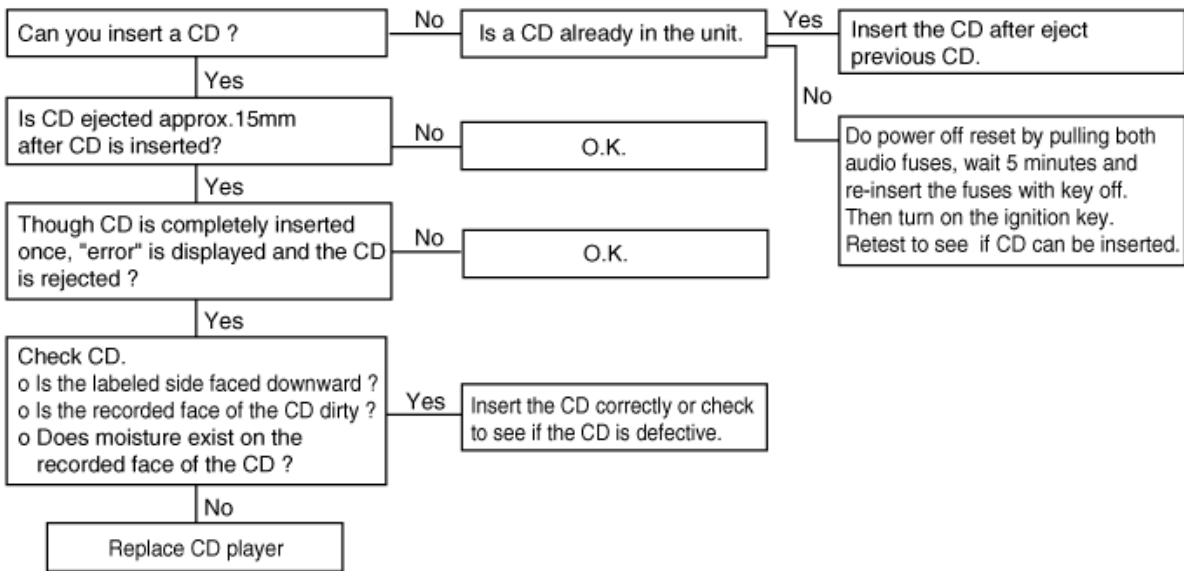 Can you insert a CD ?
No
Is a CD already in the unit.
Yes
Insert the CD after eject
previous CD.
Yes
No
Is CD ejected approx.15mm
after CD is inserted?
No
O.K.
Do power off reset by pulling both
audio fuses, wait 5 minutes and
re-insert the fuses with key off.
Then turn on the ignition key.
Retest to see if CD can be inserted.
Yes
Though CD is completely inserted
once, "error" is displayed and the CD
is rejected ?
No
O.K.
Yes
Check CD.
o Is the labeled side faced downward ?
o Is the recorded face of the CD dirty ?
o Does moisture exist on the
recorded face of the CD ?
Yes
Insert the CD correctly or check
to see if the CD is defective.
No
Replace CD player